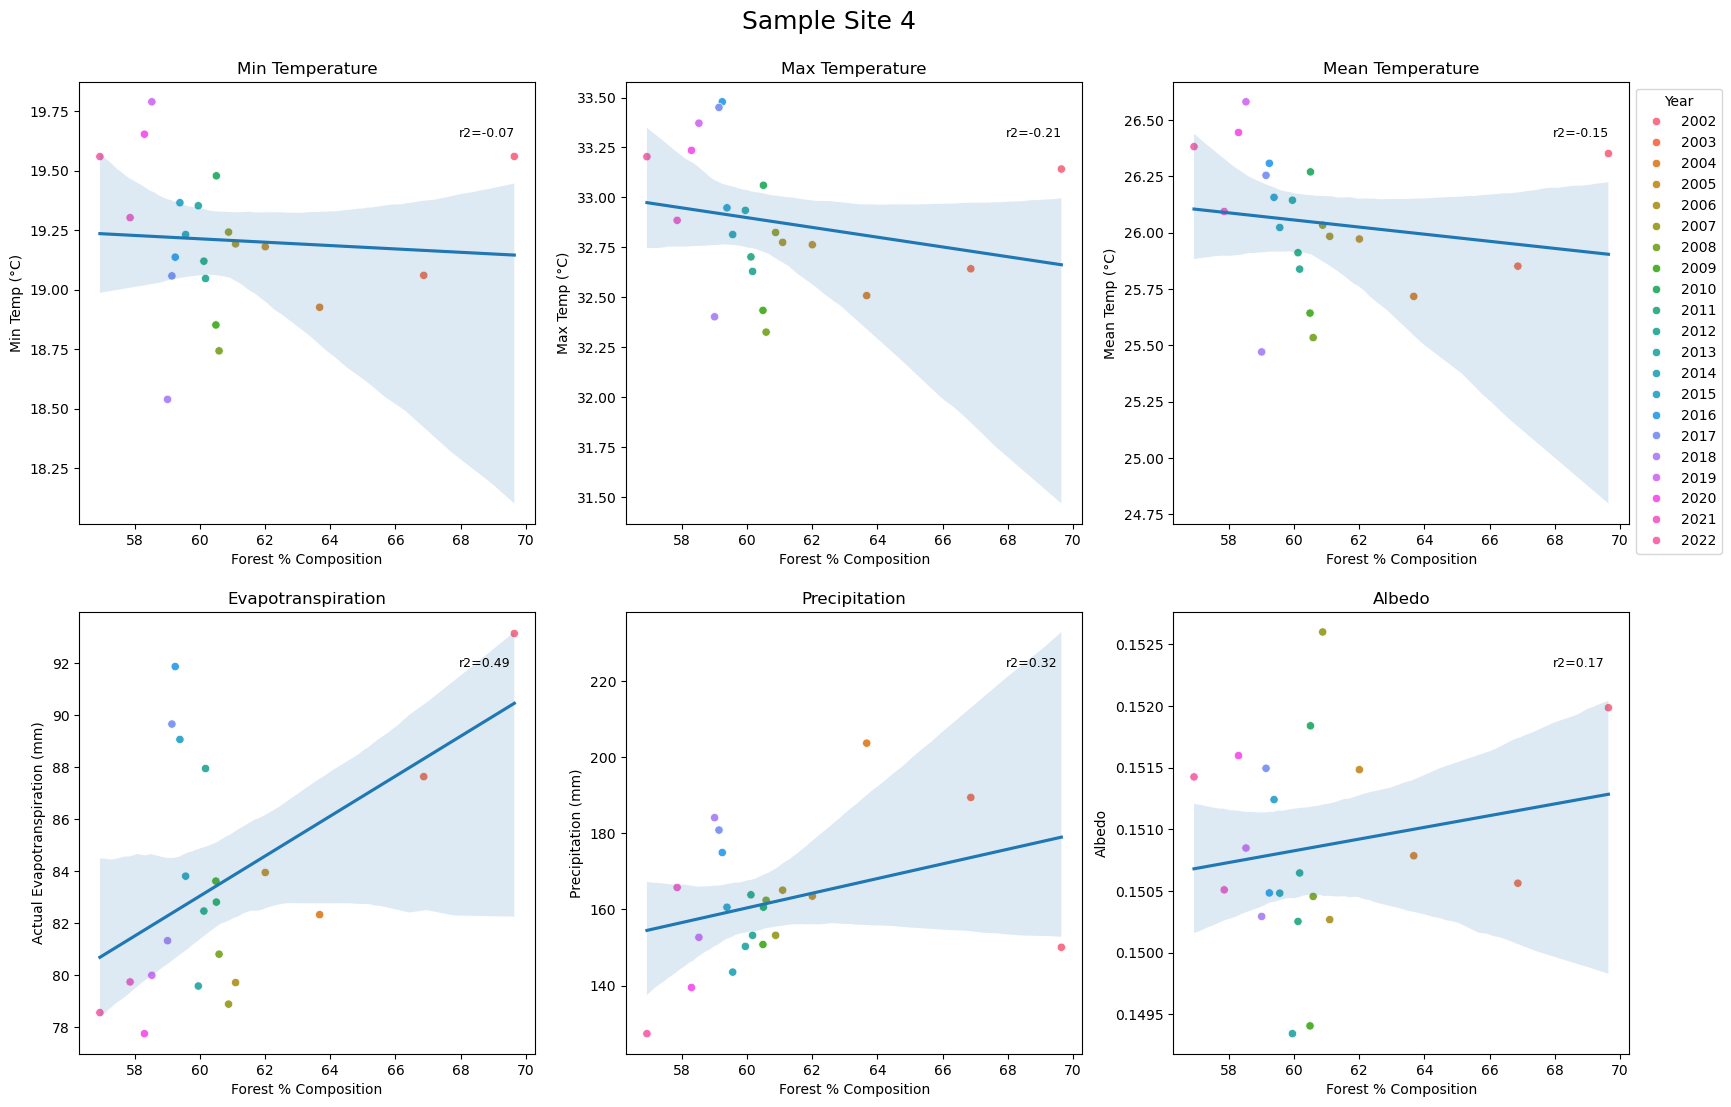 Sample Site 4
Min Temperature
r2=-0.07
Min Temp (°C)
19.75
19.50
19.25
19.00
18.75
18.50
18.25
58 60 62 64 66 68 70
Forest % Composition
Max Temperature
r2=-0.21
Max Temp (°C)
33.50
33.25
33.00
32.75
32.50
32.25
32.00
31.75
31.50
58 60 62 64 66 68 70
Forest % Composition
Mean Temperature
r2=-0.15
Mean Temp (°C)
26.50
26.25
26.00
25.75
25.50
25.25
25.00
24.75
58 60 62 64 66 68 70
Forest % Composition
Year
2002
2003
2004
2005
2006
2007
2008
2009
2010
2011
2012
2013
2014
2015
2016
2017
2018
2019
2020
2021
2022
Evapotranspiration
r2=0.49
Actual Evapotranspiration (mm)
92
90
88
86
84
82
80
78
58 60 62 64 66 68 70
Forest % Composition
Precipitation
r2=0.32
Precipitation (mm)
220
200
180
160
140
58 60 62 64 66 68 70
Forest % Composition
Albedo
r2=0.17
Albedo
0.1525
0.1520
0.1515
0.1510
0.1505
0.1500
0.1495
58 60 62 64 66 68 70
Forest % Composition